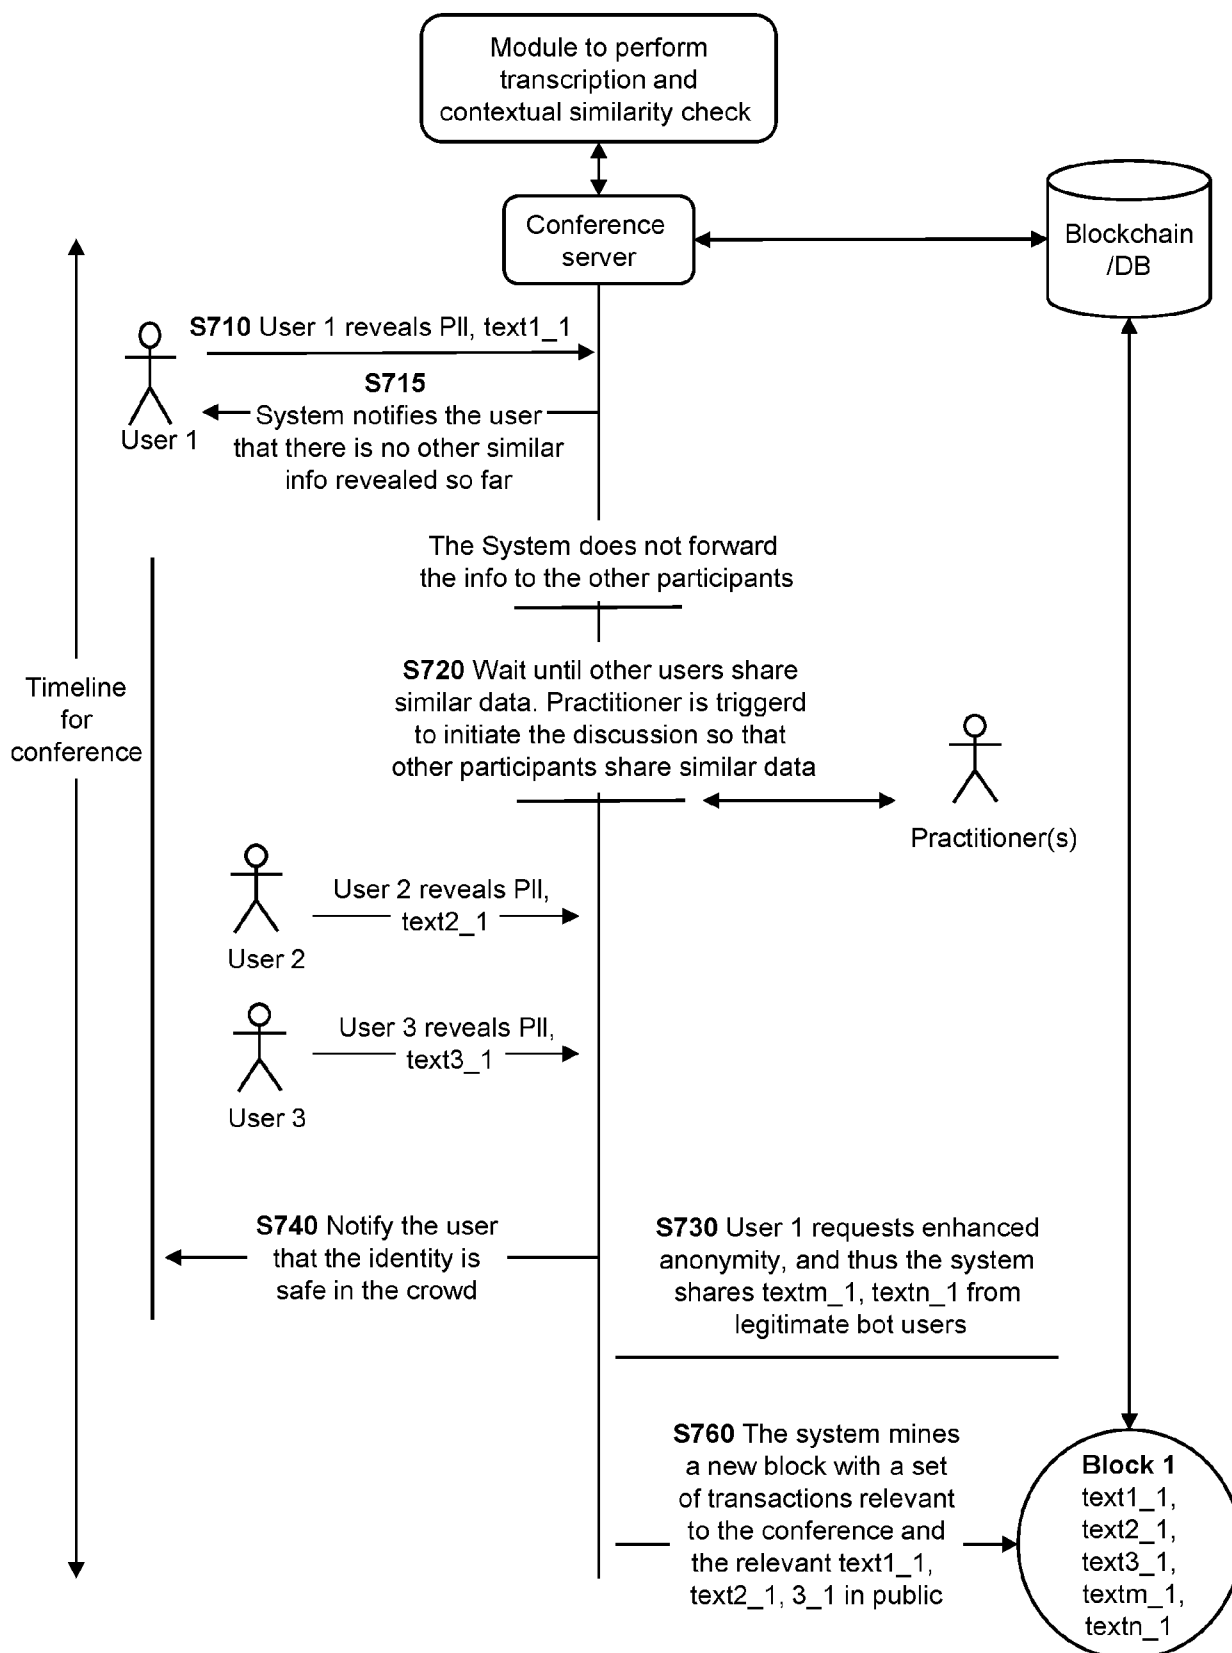 Module to perform
transcription and
contextual similarity check
Conference
server
Blockchain
/DB
S710 User 1 reveals PII, text1_1
User 1
S715
System notifies the user
that there is no other similar
info revealed so far
The System does not forward
the info to the other participants
Timeline
for
conference
S720 Wait until other users share
similar data. Practitioner is triggerd
to initiate the discussion so that
other participants share similar data
Practitioner(s)
User 2 reveals PII,
text2_1
User 2
User 3 reveals PII,
text3_1
User 3
S740 Notify the user
that the identity is
safe in the crowd
S730 User 1 requests enhanced
anonymity, and thus the system
shares textm_1, textn_1 from
legitimate bot users
S760 The system mines
a new block with a set
of transactions relevant
to the conference and
the relevant text1_1,
text2_1, 3_1 in public
Block 1
text1_1,
text2_1,
text3_1,
textm_1,
textn_1